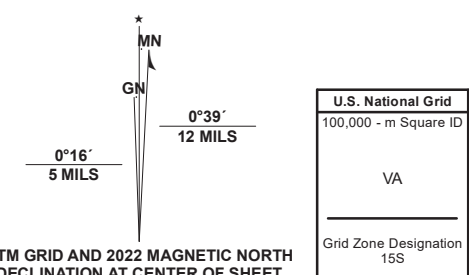 MN
GN
0°39´
12 MILS
0°16´
5 MILS
TM GRID AND 2022 MAGNETIC NORTH
DECLINATION AT CENTER OF SHEET
U.S. National Grid
100,000 - m Square ID
VA
Grid Zone Designation
15S